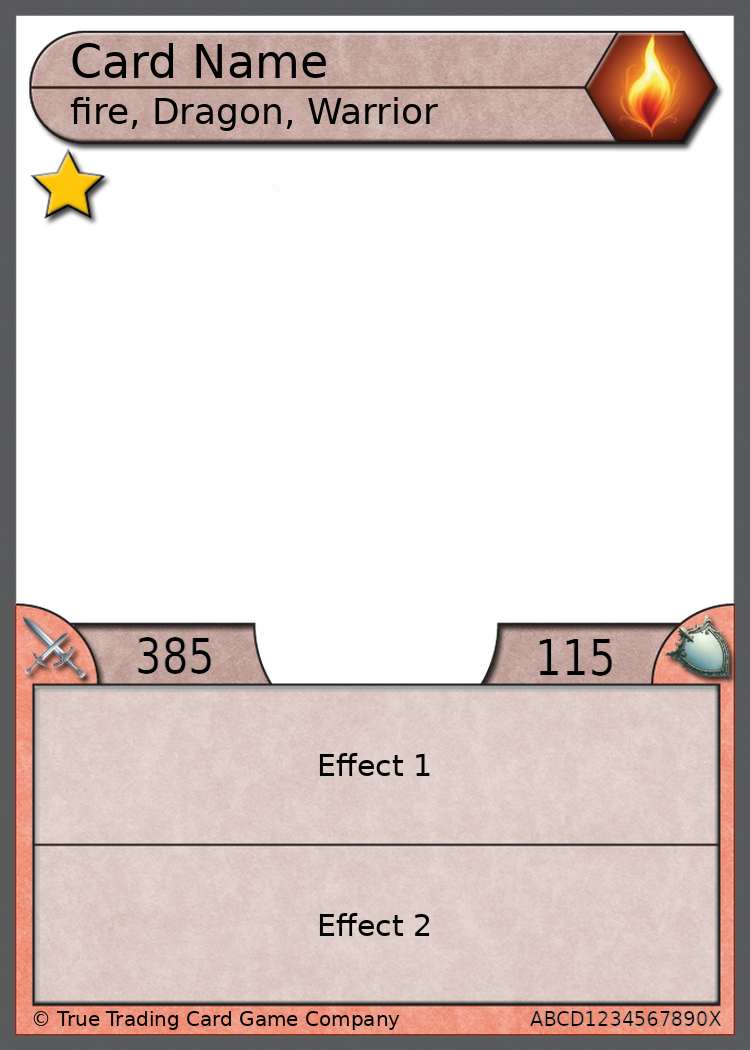 Card Name
fire, Dragon, Warrior
385
115
Effect 1
Effect 2
© True Trading Card Game Company
ABCD1234567890X